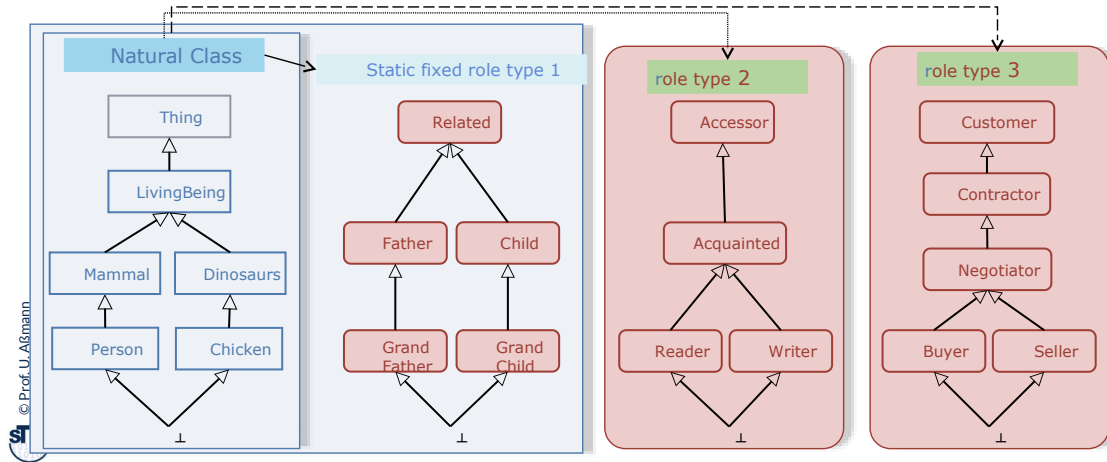 Natural Class
Static fixed role type 1
role type 2
role type 3
Thing
Related
Accessor
Customer
LivingBeing
Contractor
Father
Child
Acquainted
Mammal
Dinosaurs
Negotiator
Person
Chicken
Grand
Father
Grand
Child
Reader
Writer
Buyer
Seller
⊥
⊥
⊥
⊥
© Prof. U. Aßmann
sT